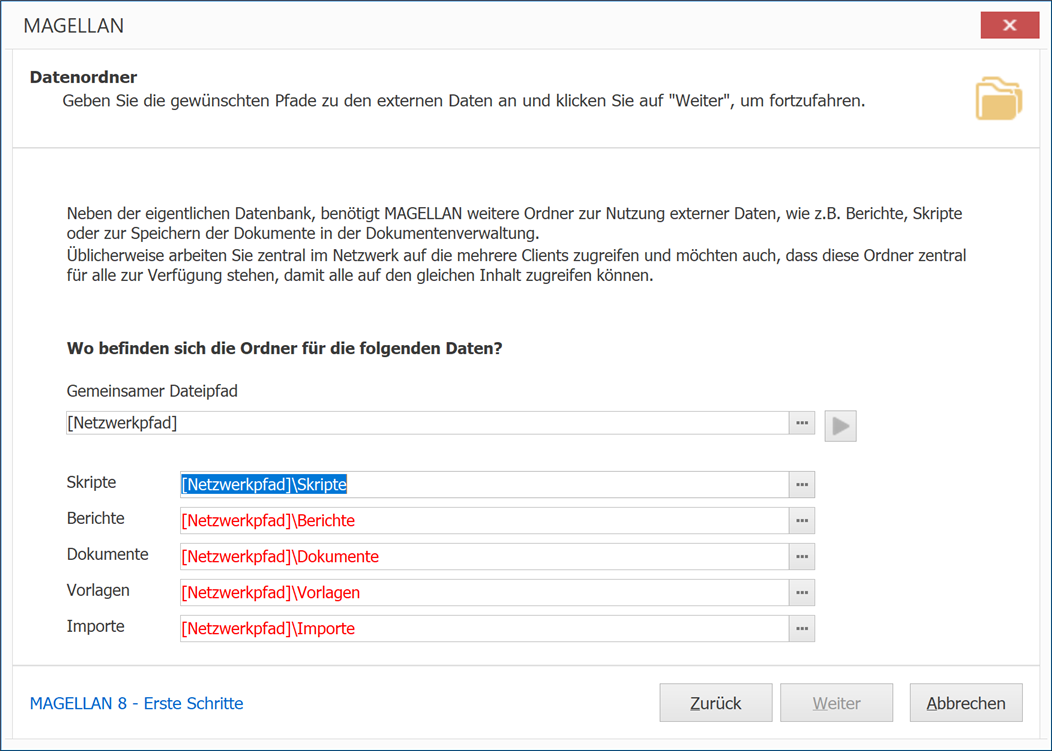 MAGELLAN
Datenordner
Geben Sie die gewünschten Pfade zu den externen Daten an und klicken Sie auf "Weiter", um fortzufahren.
Neben der eigentlichen Datenbank, benötigt MAGELLAN weitere Ordner zur Nutzung externer Daten, wie z.B. Berichte, Skripte
oder zur Speichern der Dokumente in der Dokumentenverwaltung.
Üblicherweise arbeiten Sie zentral im Netzwerk auf die mehrere Clients zugreifen und möchten auch, dass diese Ordner zentral
für alle zur Verfügung stehen, damit alle auf den gleichen Inhalt zugreifen können.
Wo befinden sich die Ordner für die folgenden Daten?
Gemeinsamer Dateipfad
[Netzwerkpfad]
Skripte [Netzwerkpfad]\Skripte
Berichte [Netzwerkpfad]\Berichte
Dokumente [Netzwerkpfad]\Dokumente
Vorlagen [Netzwerkpfad]\Vorlagen
Importe [Netzwerkpfad]\Importe
MAGELLAN 8 - Erste Schritte Zurück Weiter Abbrechen